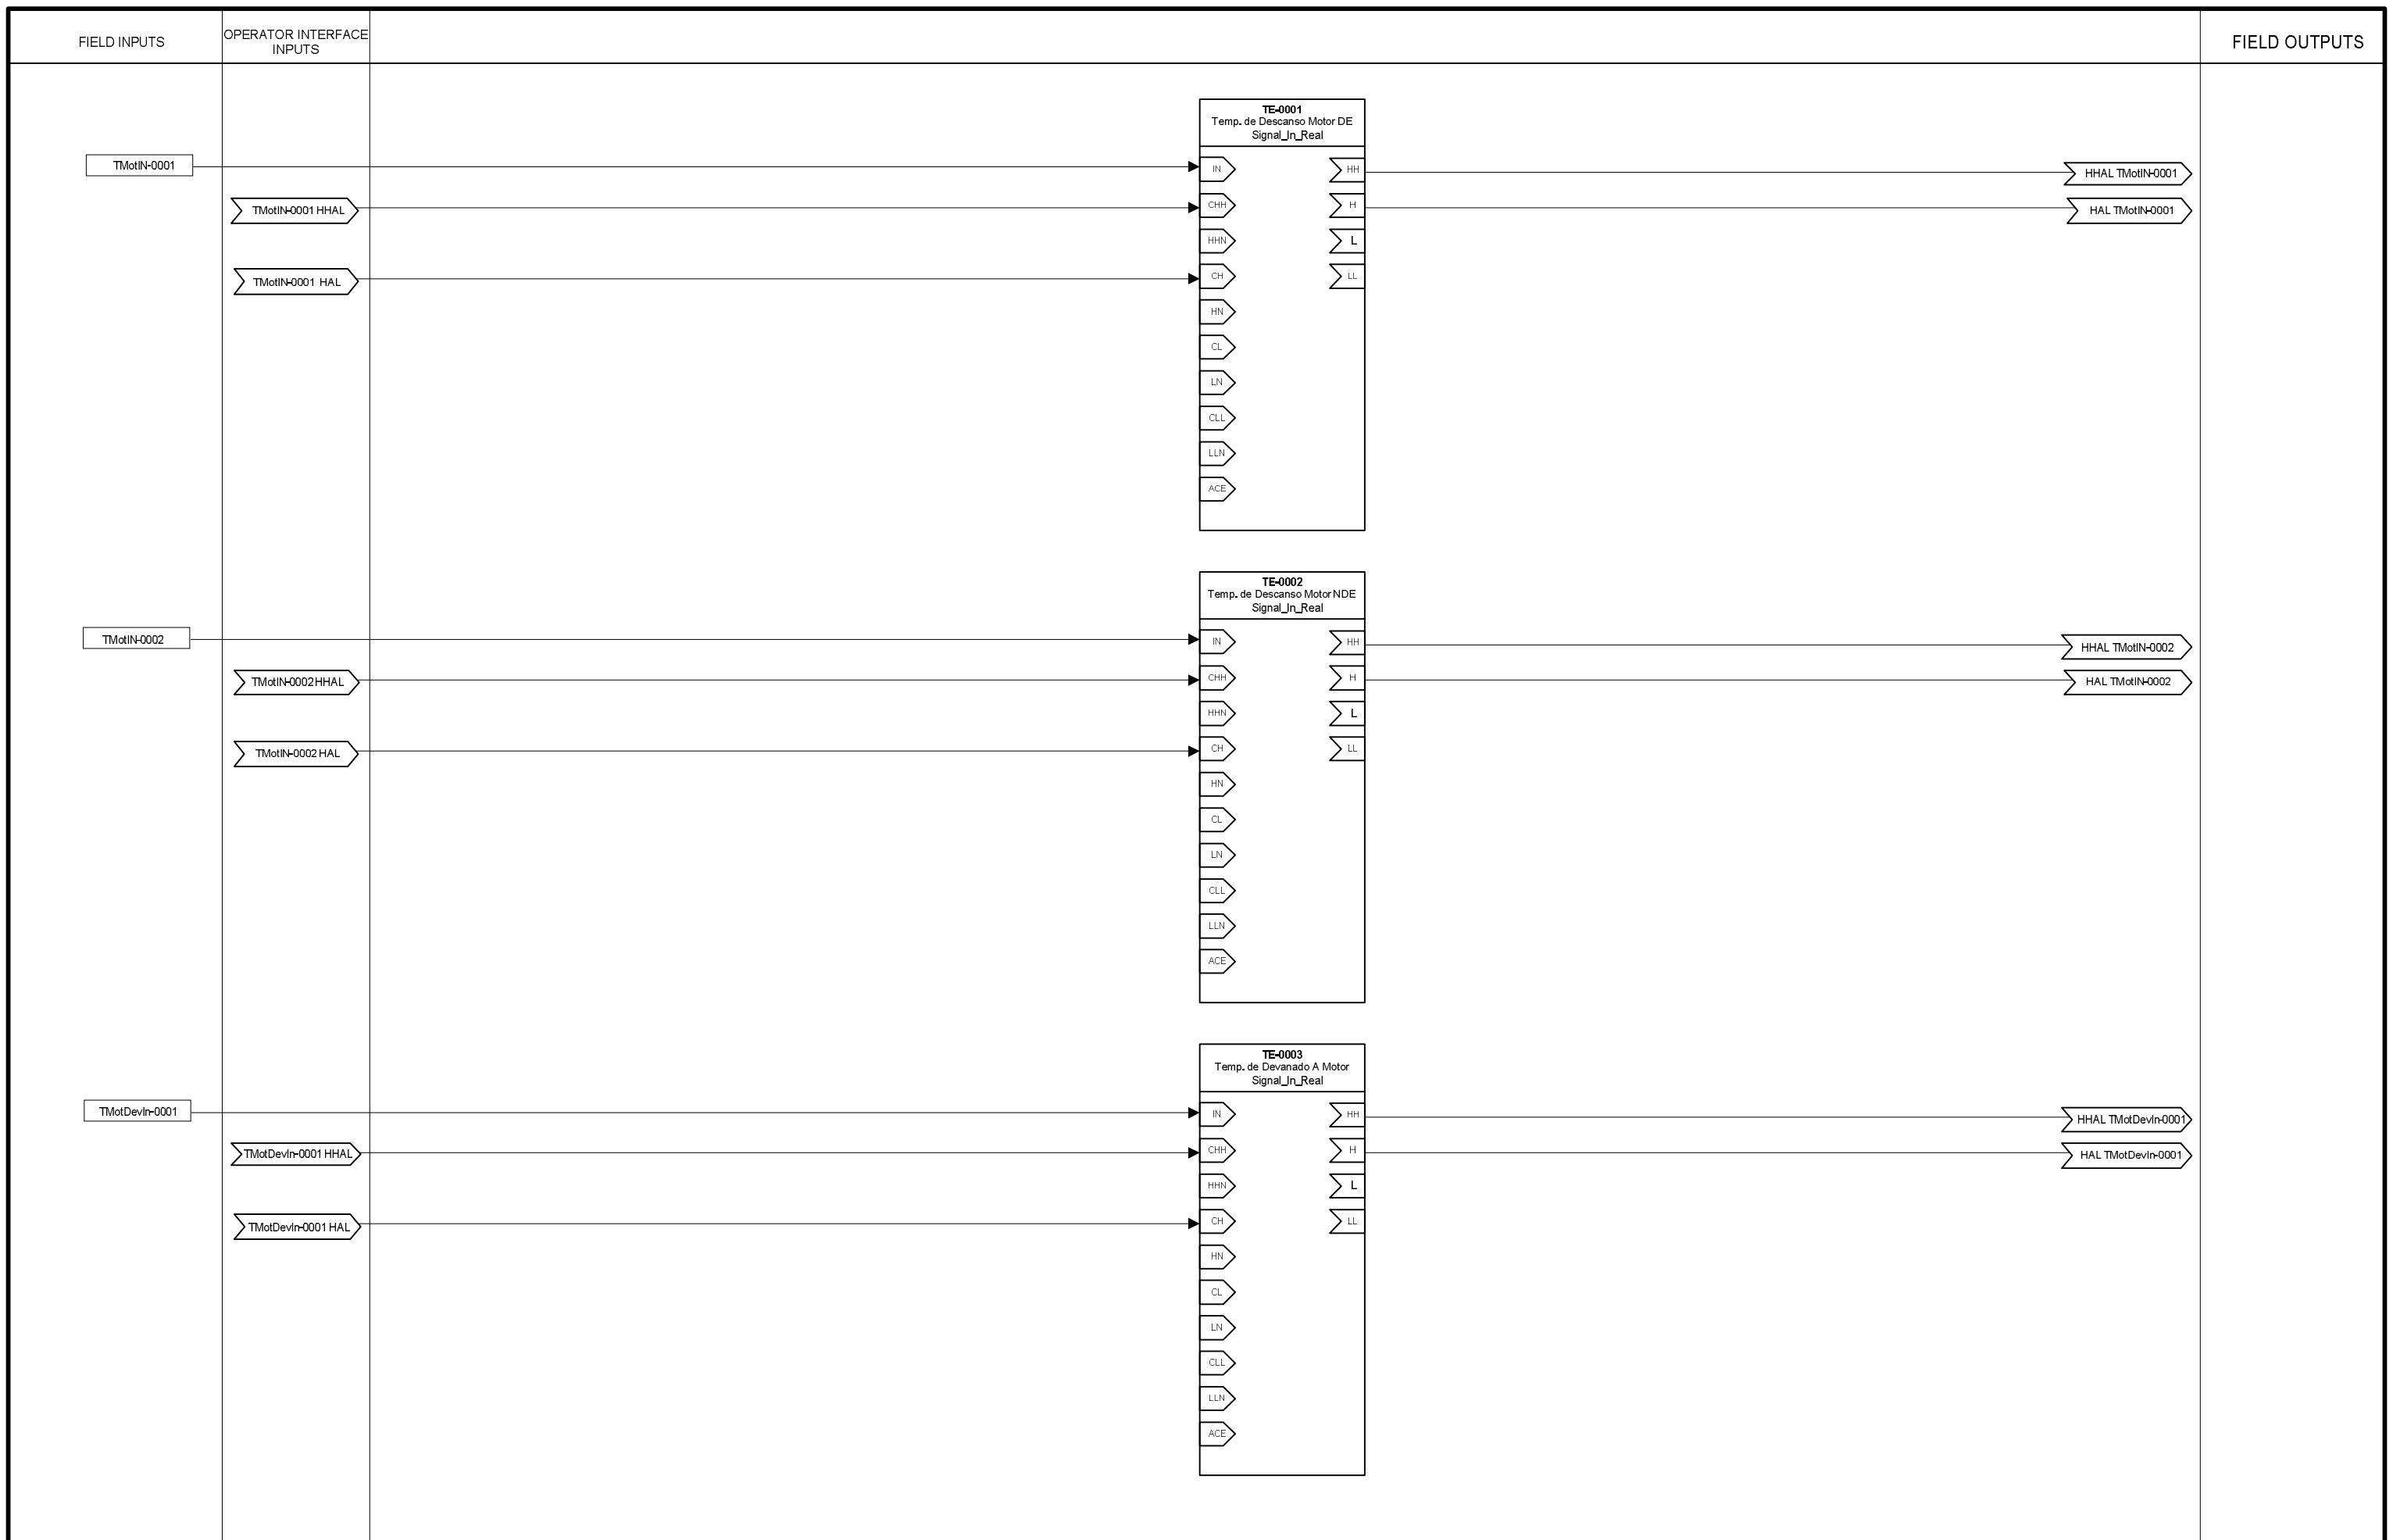 FIELD INPUTS
OPERATOR INTERFACE
INPUTS
FIELD OUTPUTS
TE-0001
Temp. de Descanso Motor DE
Signal_In_Real
TMotIN-0001
IN
HH
HHAL TMotIN-0001
TMotIN-0001 HHAL
CHH
H
HAL TMotIN-0001
HHN
L
TMotIN-0001 HAL
CH
LL
HN
CL
LN
CLL
LLN
ACE
TE-0002
Temp. de Descanso Motor NDE
Signal_In_Real
TMotIN-0002
IN
HH
HHAL TMotIN-0002
TMotIN-0002 HHAL
CHH
H
HAL TMotIN-0002
HHN
L
TMotIN-0002 HAL
CH
LL
HN
CL
LN
CLL
LLN
ACE
TE-0003
Temp. de Devanado A Motor
Signal_In_Real
TMotDevIn-0001
IN
HH
HHAL TMotDevIn-0001
TMotDevIn-0001 HHAL
CHH
H
HAL TMotDevIn-0001
HHN
L
TMotDevIn-0001 HAL
CH
LL
HN
CL
LN
CLL
LLN
ACE